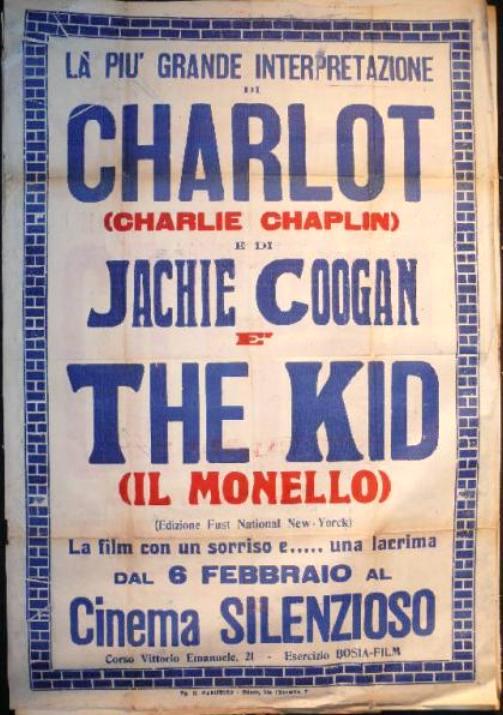 LA PIU' GRANDE INTERPRETAZIONE
DI
CHARLOT
(CHARLIE CHAPLIN)
E DI
JACHIE COOGAN
E'
THE KID
(IL MONELLO)
(Edizione Fust National New-Yorck)
La film con un sorriso e..... una lacrima
DAL 6 FEBBRAIO AL
Cinema SILENZIOSO
Corso Vittorio Emanuele, 21 - Esercizio BOSIA-FILM